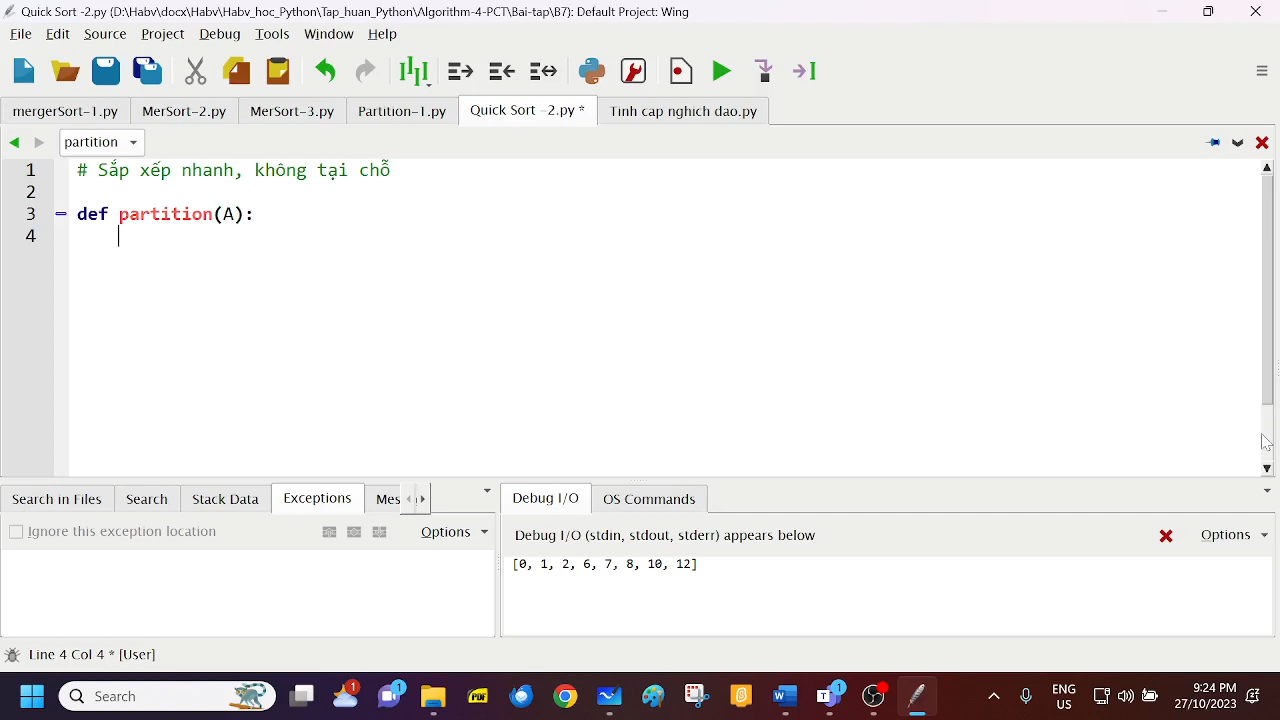 Quick Sort -2.py (D:\Habv\docx\Habv\Habv_hoc_Python\Tap_huan_Python\Algorithm-4-PCT\Bai-tap\B7): Default Project: Wing
File Edit Source Project Debug Tools Window Help
mergerSort-1.py MerSort-2.py MerSort-3.py Partition-1.py Quick Sort -2.py * Tinh cap nghich dao.py
partition
1 # Sắp xếp nhanh, không tại chỗ
2
3 def partition(A):
4
Search in Files Search Stack Data Exceptions Mes Debug I/O OS Commands
Ignore this exception location Options Debug I/O (stdin, stdout, stderr) appears below Options
[0, 1, 2, 6, 7, 8, 10, 12]
Line 4 Col 4 * [User]
Search 1 1 PDF 1 ENG US 9:24 PM 27/10/2023